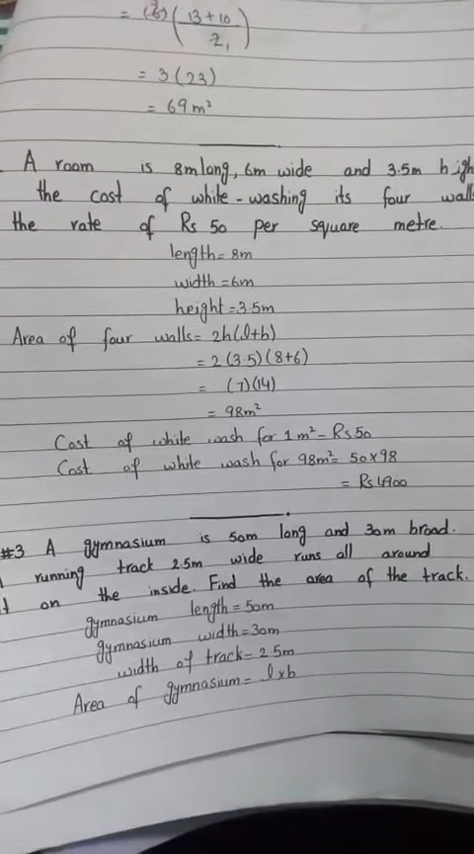 = (6) (13+10 / 2)
= 3 (23)
= 69m²
A room is 8m long, 6m wide and 3.5m high
the cost of white-washing its four walls
the rate of Rs 50 per square metre.
length = 8m
width = 6m
height = 3.5m
Area of four walls = 2h(l+b)
= 2 (3.5) (8+6)
= (7)(14)
= 98m²
Cost of white wash for 1m² = Rs 50
Cost of white wash for 98m² = 50×98
= Rs 4900
#3 A gymnasium is 50m long and 30m broad.
A running track 2.5m wide runs all around
it on the inside. Find the area of the track.
gymnasium length = 50m
gymnasium width = 30m
width of track = 2.5m
Area of gymnasium = l×b